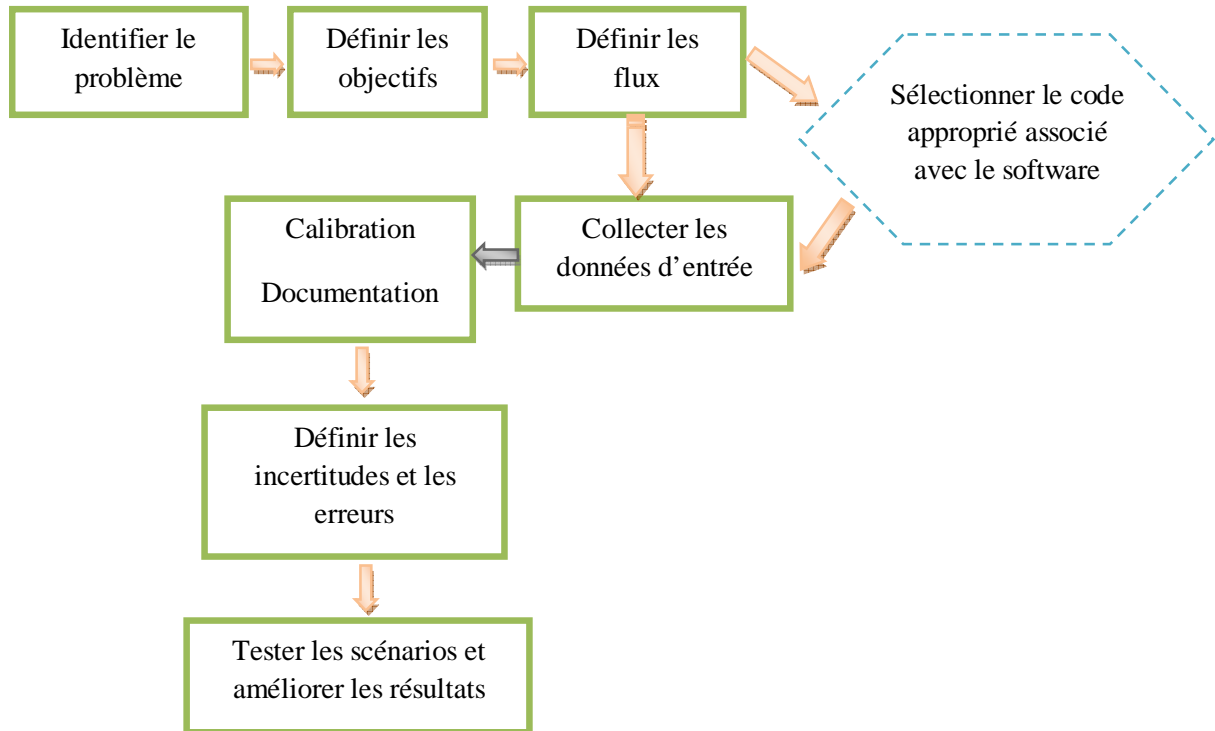 Identifier le
problème
Définir les
objectifs
Définir les
flux
Sélectionner le code
approprié associé
avec le software
Calibration
Documentation
Collecter les
données d’entrée
Définir les
incertitudes et les
erreurs
Tester les scénarios et
améliorer les résultats